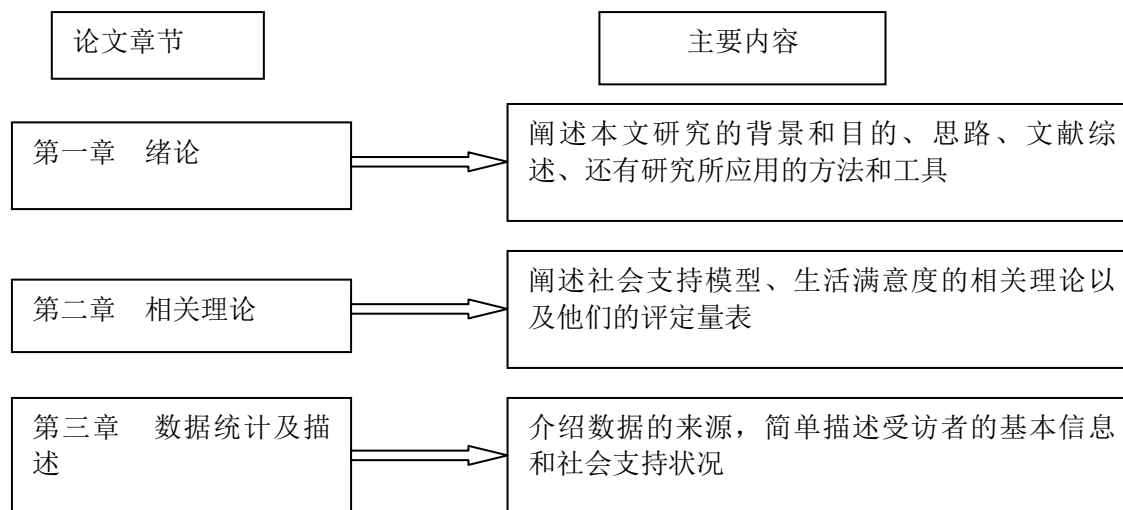 论文章节
主要内容
第一章　绪论
阐述本文研究的背景和目的、思路、文献综
述、还有研究所应用的方法和工具
第二章　相关理论
阐述社会支持模型、生活满意度的相关理论以
及他们的评定量表
第三章　数据统计及描
述
介绍数据的来源，简单描述受访者的基本信息
和社会支持状况